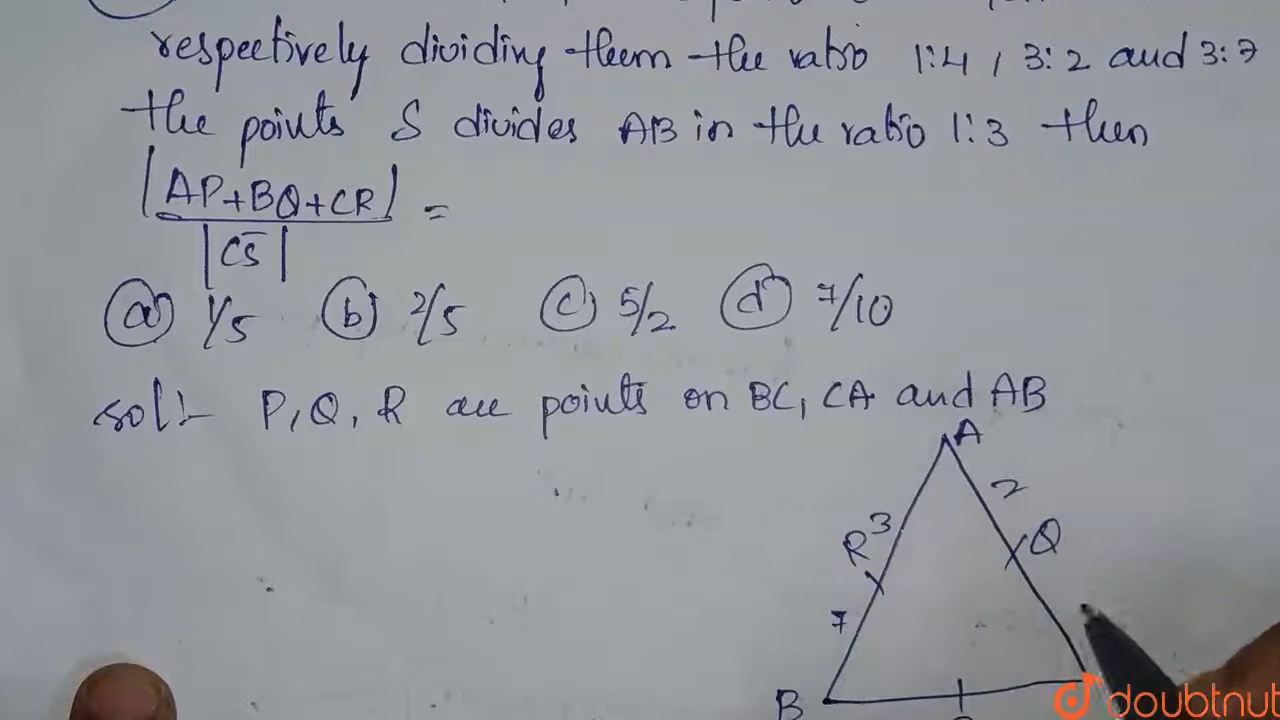 respectively dividing them the ratio 1:4 , 3:2 and 3:7
the points S divides AB in the ratio 1:3 then
|AP+BQ+CR| =
|CS̄|
(a) 1/5 (b) 2/5 (c) 5/2 (d) 7/10
sol:- P, Q, R are points on BC, CA and AB
A
2
3
R
Q
7
B
doubtnut